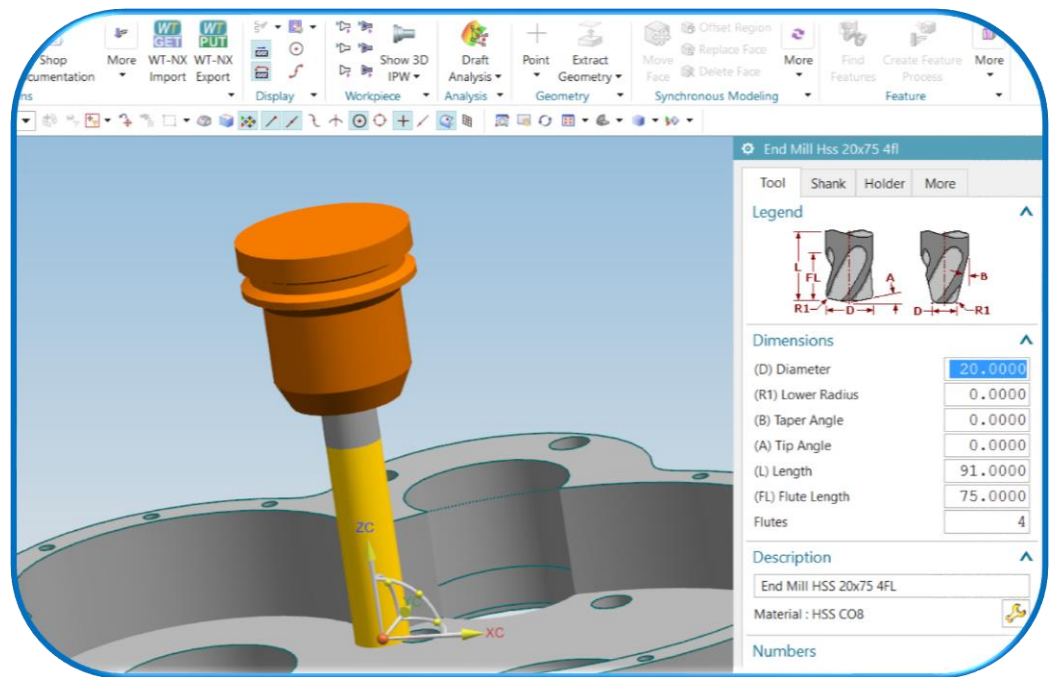 WT GET WT PUT
Offset Region
Shop More WT-NX WT-NX Show 3D Draft Point Extract Move Replace Face More Find Create Feature More
Import Export IPW Analysis Geometry Face Delete Face Features Process
Display Workpiece Analysis Geometry Synchronous Modeling Feature
End Mill Hss 20x75 4fl
Tool Shank Holder More
Legend
L FL A B
R1 D D R1
Dimensions
(D) Diameter 20.0000
(R1) Lower Radius 0.0000
(B) Taper Angle 0.0000
(A) Tip Angle 0.0000
(L) Length 91.0000
(FL) Flute Length 75.0000
Flutes 4
Description
End Mill HSS 20x75 4FL
Material : HSS CO8
Numbers
ZC
YC
XC